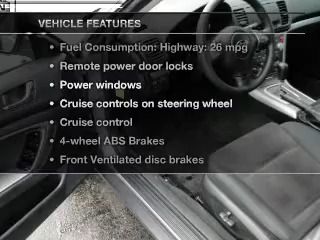 VEHICLE FEATURES
• Fuel Consumption: Highway: 26 mpg
• Remote power door locks
• Power windows
• Cruise controls on steering wheel
• Cruise control
• 4-wheel ABS Brakes
• Front Ventilated disc brakes